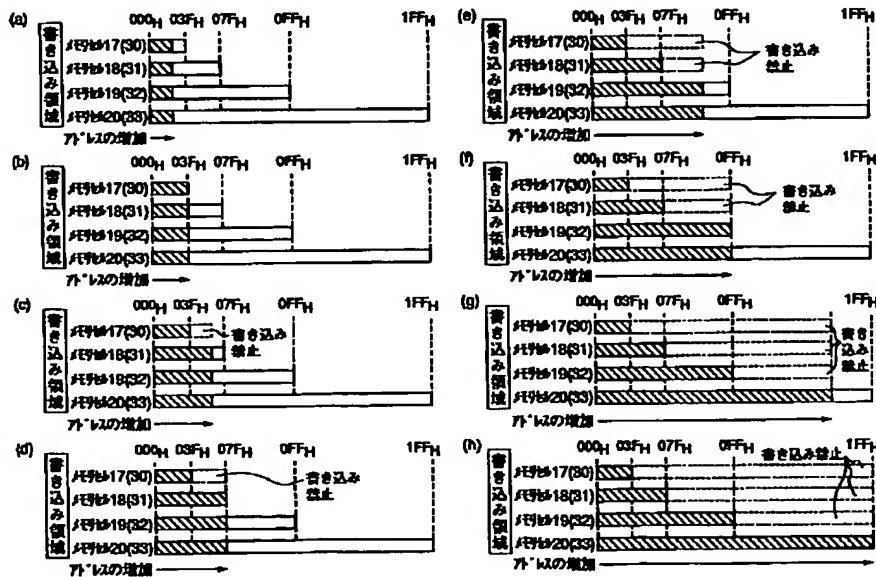 (a)
000H 03FH 07FH 0FFH 1FFH
書き込み領域
メモリセル17(30)
メモリセル18(31)
メモリセル19(32)
メモリセル20(33)
アドレスの増加
(b)
000H 03FH 07FH 0FFH 1FFH
書き込み領域
メモリセル17(30)
メモリセル18(31)
メモリセル19(32)
メモリセル20(33)
アドレスの増加
(c)
000H 03FH 07FH 0FFH 1FFH
書き込み領域
メモリセル17(30)
メモリセル18(31)
メモリセル19(32)
メモリセル20(33)
書き込み
禁止
アドレスの増加
(d)
000H 03FH 07FH 0FFH 1FFH
書き込み領域
メモリセル17(30)
メモリセル18(31)
メモリセル19(32)
メモリセル20(33)
書き込み
禁止
アドレスの増加
(e)
000H 03FH 07FH 0FFH 1FFH
書き込み領域
メモリセル17(30)
メモリセル18(31)
メモリセル19(32)
メモリセル20(33)
書き込み
禁止
アドレスの増加
(f)
000H 03FH 07FH 0FFH 1FFH
書き込み領域
メモリセル17(30)
メモリセル18(31)
メモリセル19(32)
メモリセル20(33)
書き込み
禁止
アドレスの増加
(g)
000H 03FH 07FH 0FFH 1FFH
書き込み領域
メモリセル17(30)
メモリセル18(31)
メモリセル19(32)
メモリセル20(33)
書き込み禁止
アドレスの増加
(h)
000H 03FH 07FH 0FFH 1FFH
書き込み禁止
書き込み領域
メモリセル17(30)
メモリセル18(31)
メモリセル19(32)
メモリセル20(33)
アドレスの増加